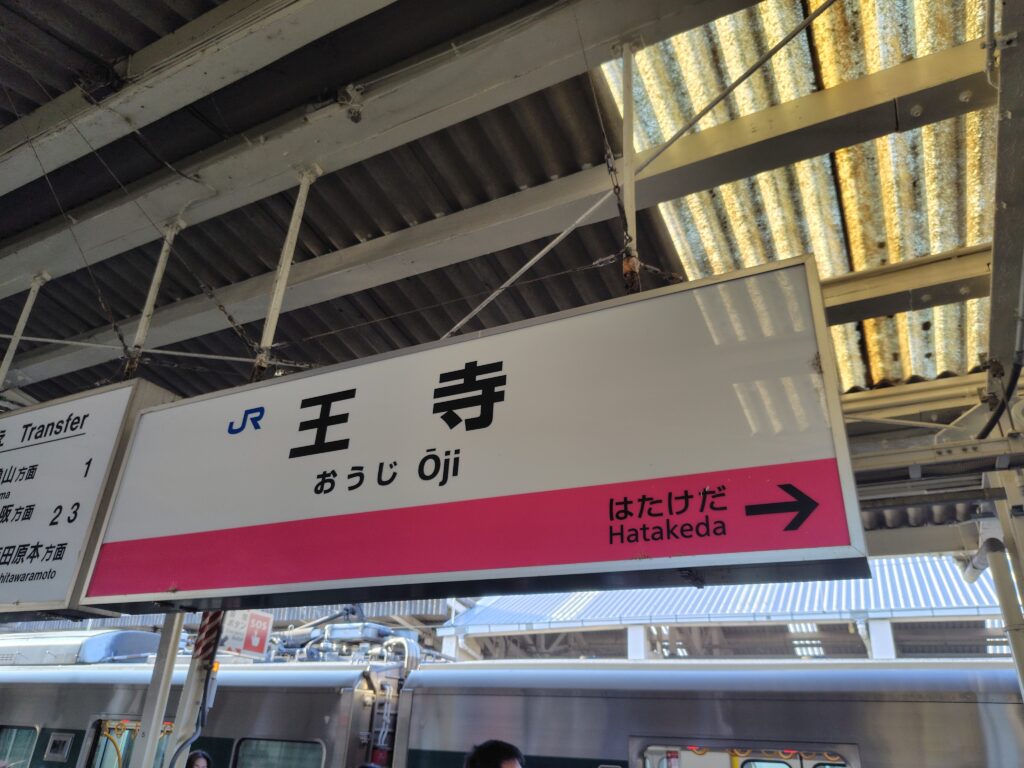 Transfer
山方面 1
ma
阪方面 2 3
田原本方面
hitawaramoto
JR
王寺
おうじ Ōji
はたけだ
Hatakeda
SOS